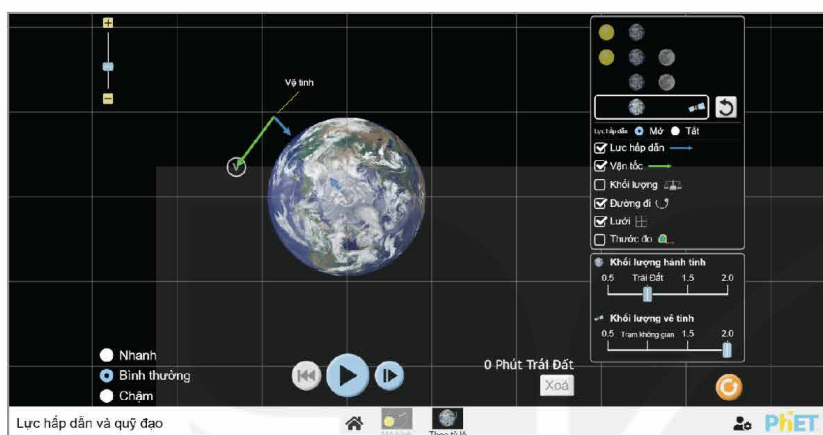 Vệ tinh
V
Lực hấp dẫn Mở Tắt
Lực hấp dẫn
Vận tốc
Khối lượng
Đường đi
Lưới
Thước đo
Khối lượng hành tinh
0.5 Trái Đất 1.5 2.0
Khối lượng vệ tinh
0.5 Trạm không gian 1.5 2.0
Nhanh
Bình thường
Chậm
0 Phút Trái Đất
Xoá
Lực hấp dẫn và quỹ đạo
Theo tỷ lệ
PhET